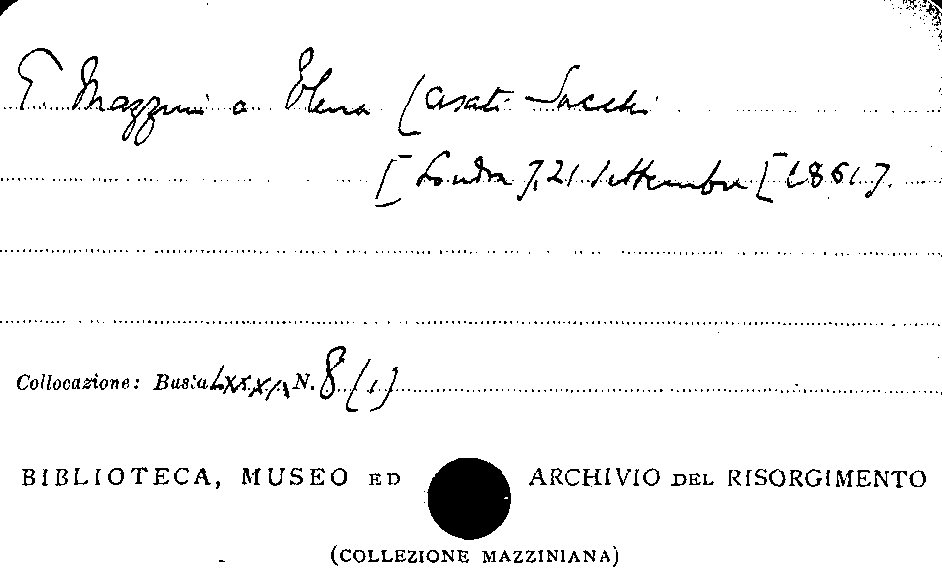 G. Mazzini a Elena Casati Sacchi
[Londra], 21 settembre [1861].
Collocazione: Busta N. 8 (1)
BIBLIOTECA, MUSEO ED ARCHIVIO DEL RISORGIMENTO
(COLLEZIONE MAZZINIANA)